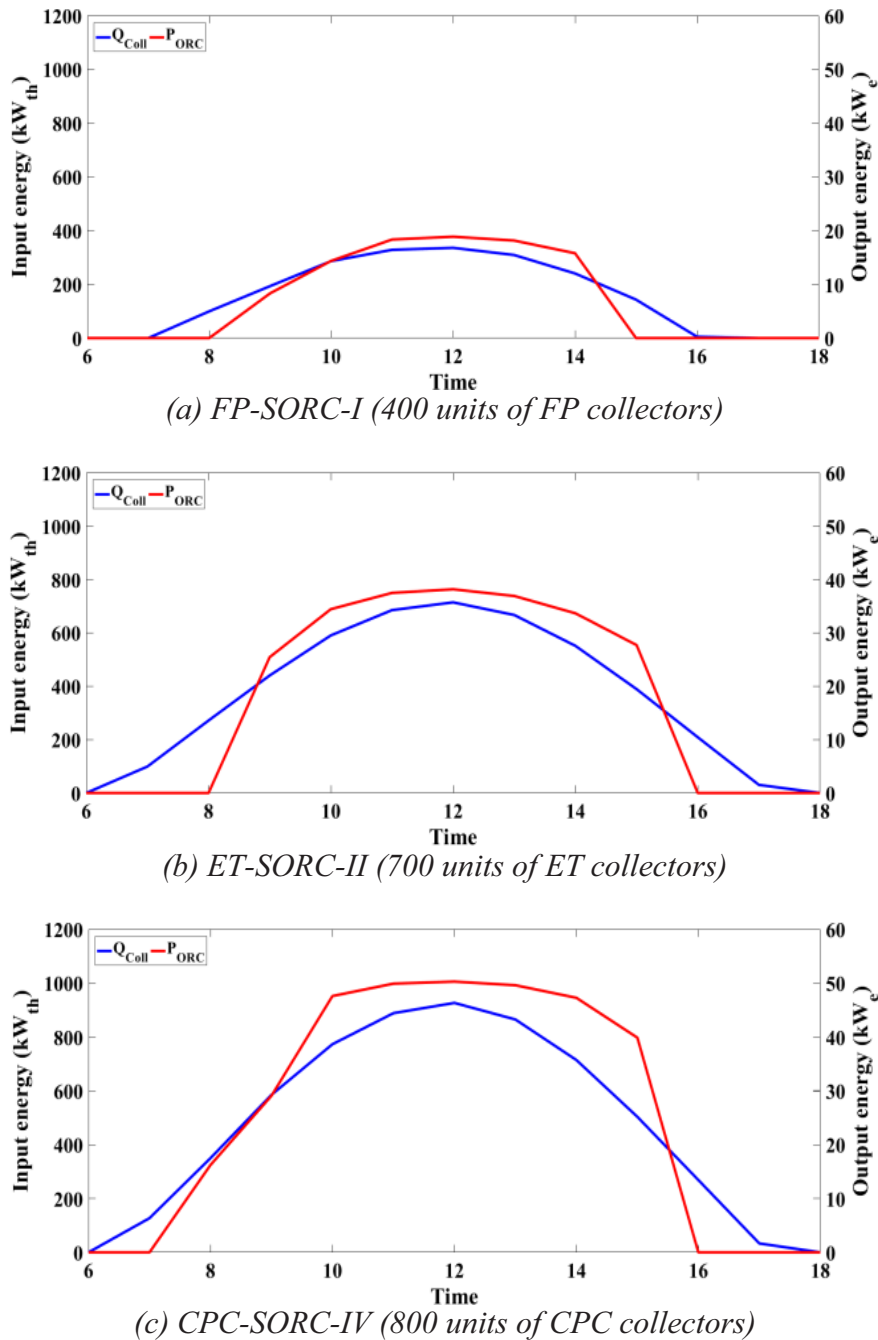 1200
1000
800
600
400
200
0
Input energy (kW_th)
Q_Coll P_ORC
60
50
40
30
20
10
0
Output energy (kW_e)
6 8 10 12 14 16 18
Time
(a) FP-SORC-I (400 units of FP collectors)
1200
1000
800
600
400
200
0
Input energy (kW_th)
Q_Coll P_ORC
60
50
40
30
20
10
0
Output energy (kW_e)
6 8 10 12 14 16 18
Time
(b) ET-SORC-II (700 units of ET collectors)
1200
1000
800
600
400
200
0
Input energy (kW_th)
Q_Coll P_ORC
60
50
40
30
20
10
0
Output energy (kW_e)
6 8 10 12 14 16 18
Time
(c) CPC-SORC-IV (800 units of CPC collectors)